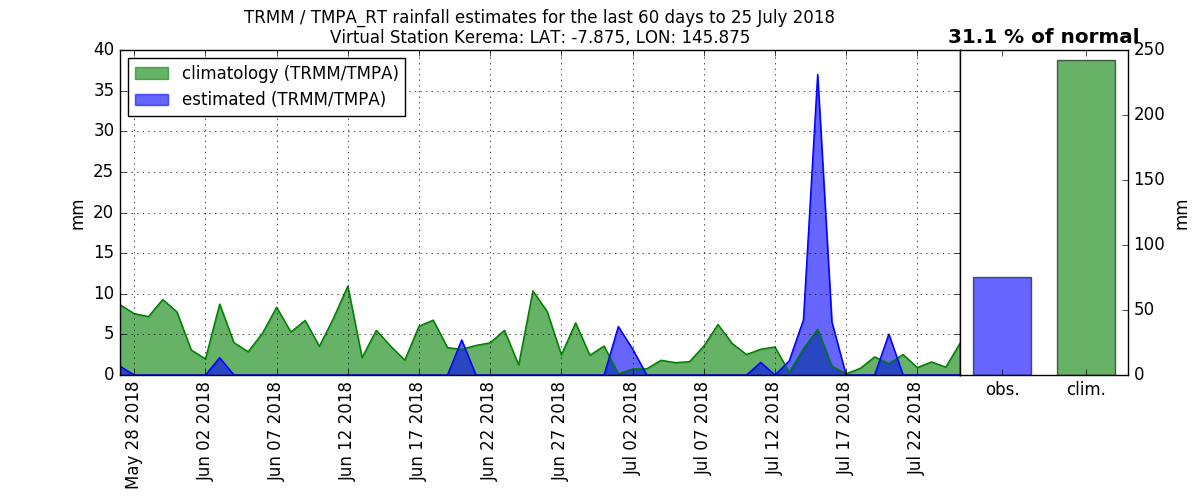 TRMM / TMPA_RT rainfall estimates for the last 60 days to 25 July 2018
Virtual Station Kerema: LAT: -7.875, LON: 145.875
31.1 % of normal
climatology (TRMM/TMPA)
estimated (TRMM/TMPA)
40
35
30
25
20
15
10
5
0
mm
May 28 2018
Jun 02 2018
Jun 07 2018
Jun 12 2018
Jun 17 2018
Jun 22 2018
Jun 27 2018
Jul 02 2018
Jul 07 2018
Jul 12 2018
Jul 17 2018
Jul 22 2018
obs.
clim.
250
200
150
100
50
0
mm